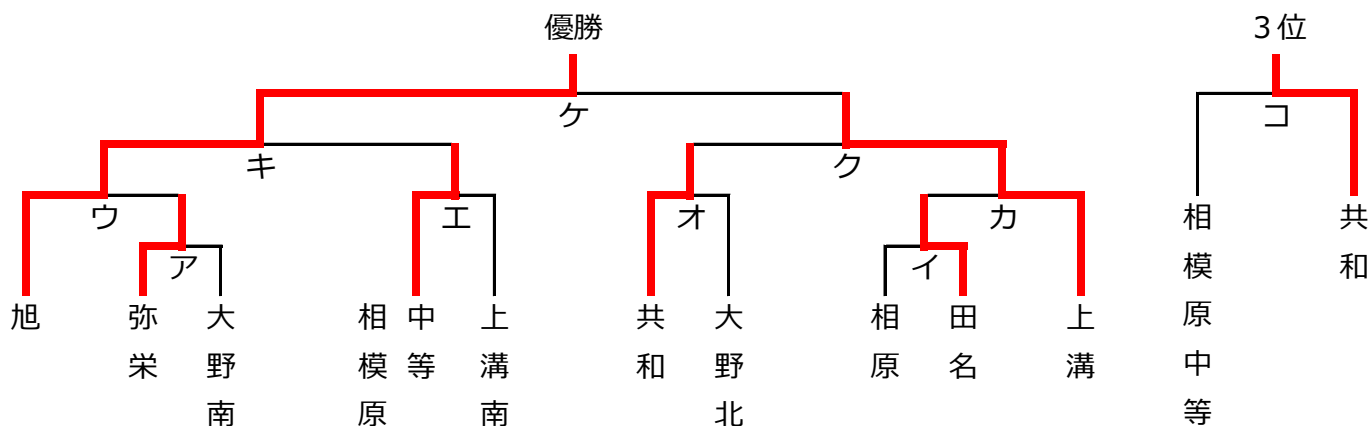 優勝
3位
ケ
コ
キ
ク
ウ
エ
オ
カ
ア
イ
旭
弥栄
大野南
相模原中等
上溝南
共和
大野北
相原
田名
上溝
相模原中等
共和